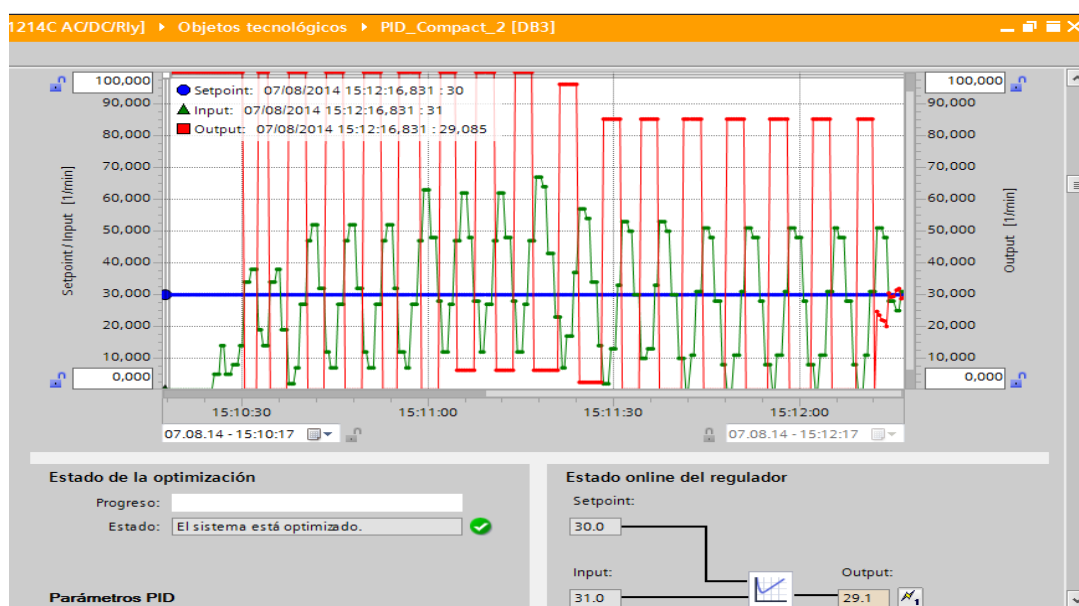 1214C AC/DC/Rly] ▸ Objetos tecnológicos ▸ PID_Compact_2 [DB3]
100,000
90,000
80,000
70,000
60,000
50,000
40,000
30,000
20,000
10,000
0,000
Setpoint / Input [1/min]
Setpoint: 07/08/2014 15:12:16,831 : 30
Input: 07/08/2014 15:12:16,831 : 31
Output: 07/08/2014 15:12:16,831 : 29,085
100,000
90,000
80,000
70,000
60,000
50,000
40,000
30,000
20,000
10,000
0,000
Output [1/min]
15:10:30 15:11:00 15:11:30 15:12:00
07.08.14 - 15:10:17
07.08.14 - 15:12:17
Estado de la optimización
Progreso:
Estado: El sistema está optimizado.
Parámetros PID
Estado online del regulador
Setpoint:
30.0
Input:
31.0
Output:
29.1
1